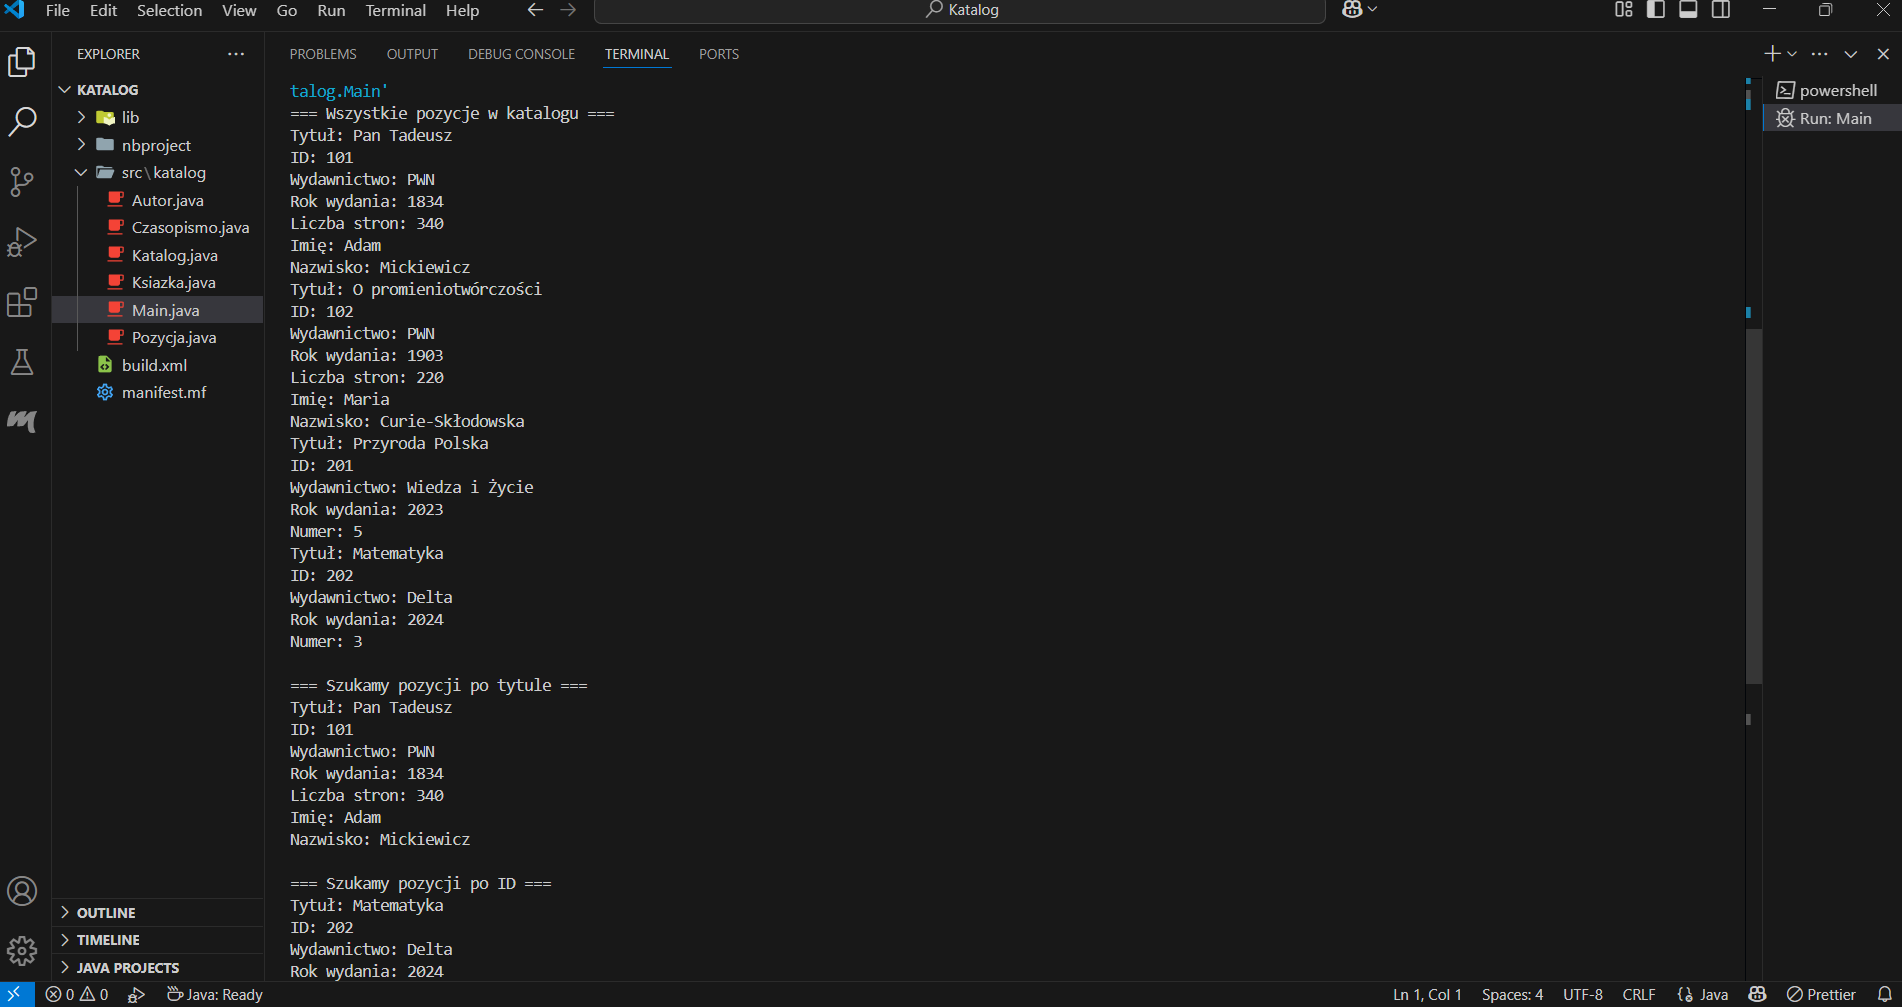 File Edit Selection View Go Run Terminal Help
Katalog
EXPLORER
KATALOG
lib
nbproject
src\katalog
Autor.java
Czasopismo.java
Katalog.java
Ksiazka.java
Main.java
Pozycja.java
build.xml
manifest.mf
OUTLINE
TIMELINE
JAVA PROJECTS
PROBLEMS OUTPUT DEBUG CONSOLE TERMINAL PORTS
talog.Main'
=== Wszystkie pozycje w katalogu ===
Tytuł: Pan Tadeusz
ID: 101
Wydawnictwo: PWN
Rok wydania: 1834
Liczba stron: 340
Imię: Adam
Nazwisko: Mickiewicz
Tytuł: O promieniotwórczości
ID: 102
Wydawnictwo: PWN
Rok wydania: 1903
Liczba stron: 220
Imię: Maria
Nazwisko: Curie-Skłodowska
Tytuł: Przyroda Polska
ID: 201
Wydawnictwo: Wiedza i Życie
Rok wydania: 2023
Numer: 5
Tytuł: Matematyka
ID: 202
Wydawnictwo: Delta
Rok wydania: 2024
Numer: 3
=== Szukamy pozycji po tytule ===
Tytuł: Pan Tadeusz
ID: 101
Wydawnictwo: PWN
Rok wydania: 1834
Liczba stron: 340
Imię: Adam
Nazwisko: Mickiewicz
=== Szukamy pozycji po ID ===
Tytuł: Matematyka
ID: 202
Wydawnictwo: Delta
Rok wydania: 2024
powershell
Run: Main
0 0 Java: Ready Ln 1, Col 1 Spaces: 4 UTF-8 CRLF {} Java Prettier